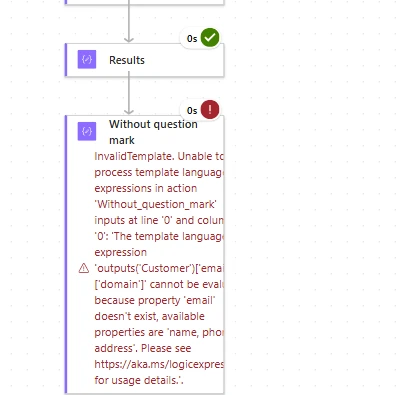 0s
Results
0s
Without question
mark
InvalidTemplate. Unable to
process template languag
expressions in action
'Without_question_mark'
inputs at line '0' and colum
'0': 'The template languag
expression
'outputs('Customer')['emai
['domain']' cannot be evalu
because property 'email'
doesn't exist, available
properties are 'name, phon
address'. Please see
https://aka.ms/logicexpres
for usage details.'.